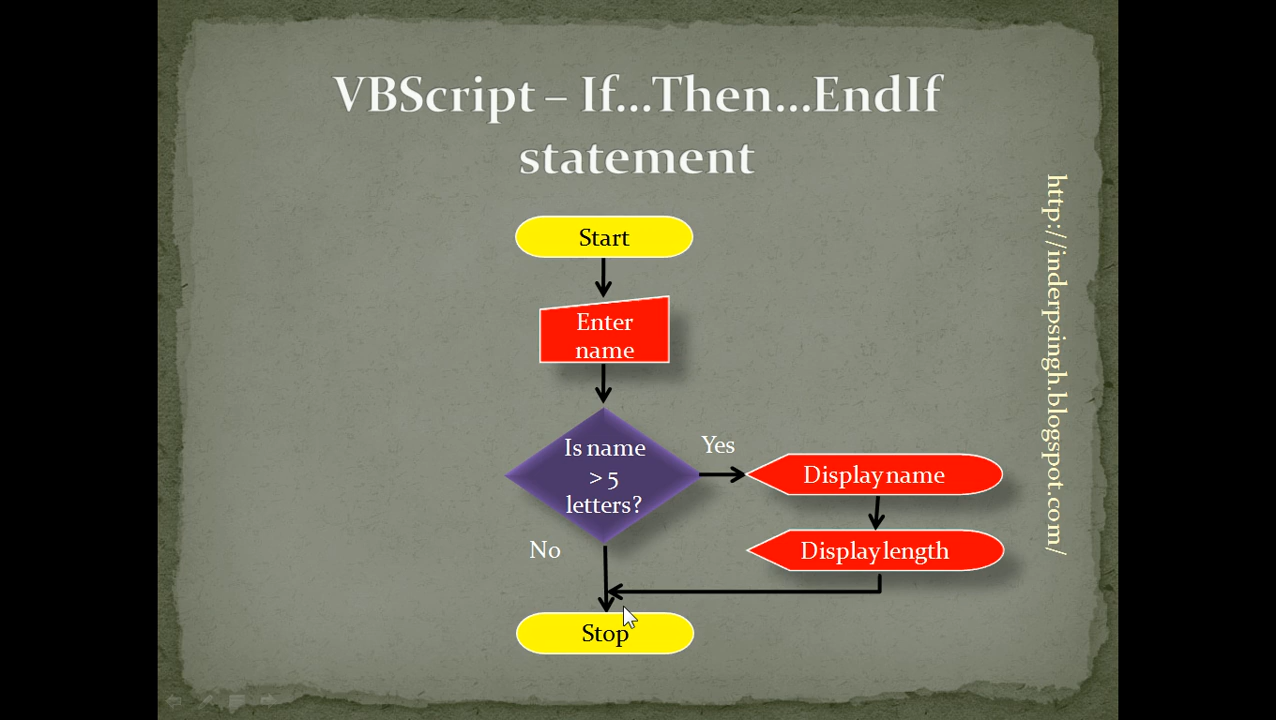 VBScript – If...Then...EndIf
statement
http://inderpsingh.blogspot.com/
Start
Enter
name
Is name
> 5
letters?
Yes
Display name
Display length
No
Stop